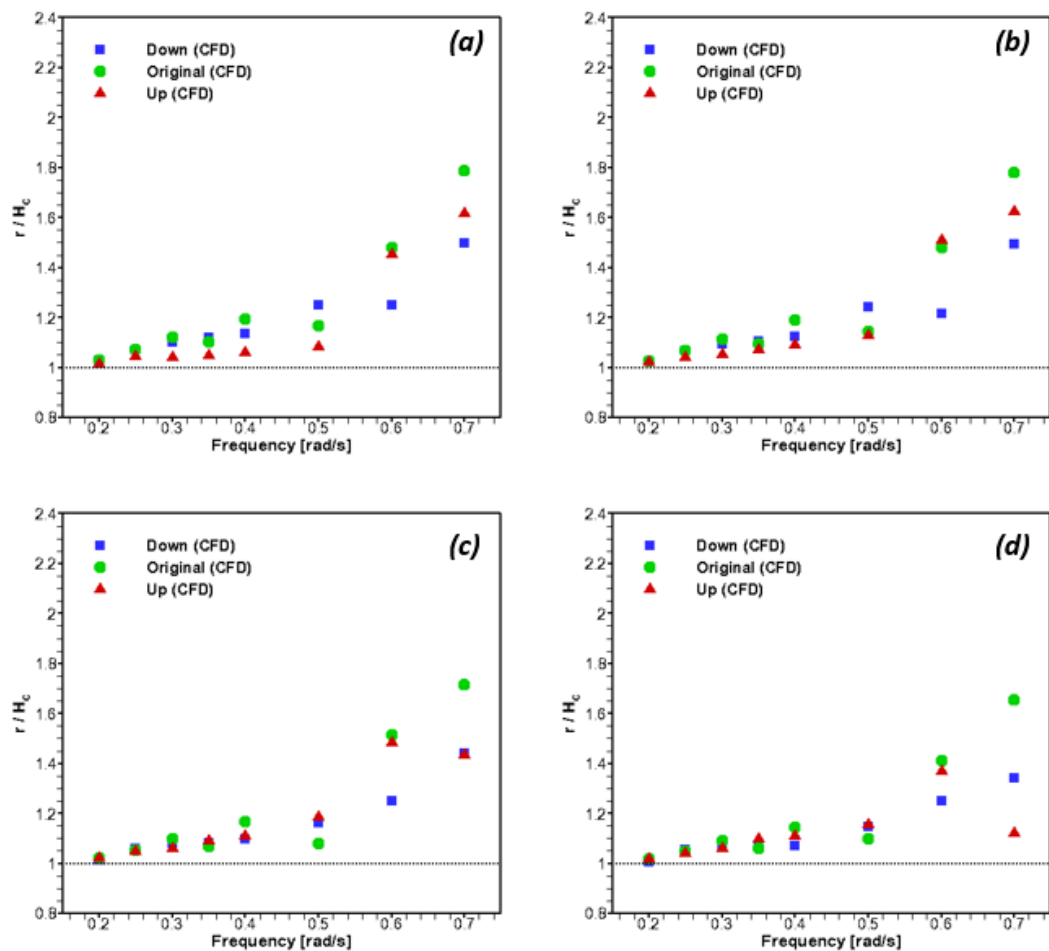 2.4
(a)
Down (CFD)
2.2
Original (CFD)
Up (CFD)
2
1.8
r / Hc
1.6
1.4
1.2
1
0.8
0.2 0.3 0.4 0.5 0.6 0.7
Frequency [rad/s]
2.4
(b)
Down (CFD)
2.2
Original (CFD)
Up (CFD)
2
1.8
r / Hc
1.6
1.4
1.2
1
0.8
0.2 0.3 0.4 0.5 0.6 0.7
Frequency [rad/s]
2.4
(c)
Down (CFD)
2.2
Original (CFD)
Up (CFD)
2
1.8
r / Hc
1.6
1.4
1.2
1
0.8
0.2 0.3 0.4 0.5 0.6 0.7
Frequency [rad/s]
2.4
(d)
Down (CFD)
2.2
Original (CFD)
Up (CFD)
2
1.8
r / Hc
1.6
1.4
1.2
1
0.8
0.2 0.3 0.4 0.5 0.6 0.7
Frequency [rad/s]